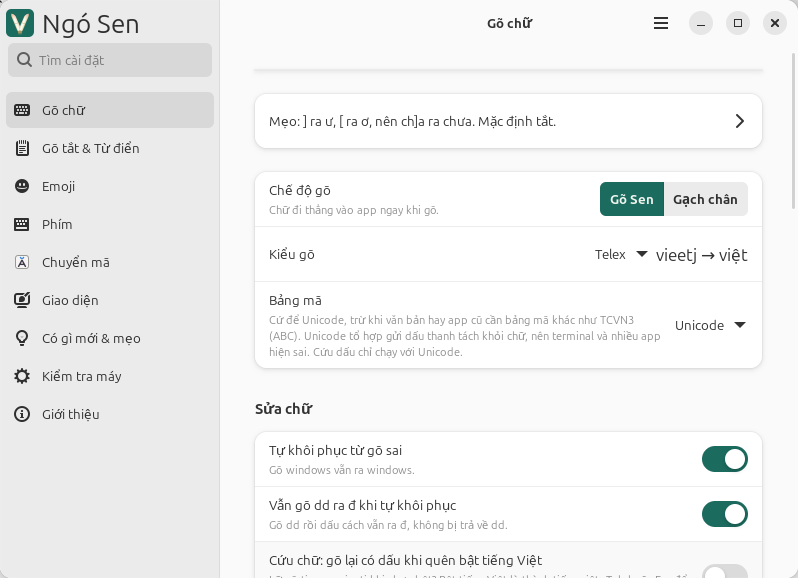 Ngó Sen
Tìm cài đặt
Gõ chữ
Gõ tắt & Từ điển
Emoji
Phím
Chuyển mã
Giao diện
Có gì mới & mẹo
Kiểm tra máy
Giới thiệu
Gõ chữ
Mẹo: ] ra ư, [ ra ơ, nên ch]a ra chưa. Mặc định tắt.
Chế độ gõ
Chữ đi thẳng vào app ngay khi gõ.
Gõ Sen
Gạch chân
Kiểu gõ
Telex
vieetj → việt
Bảng mã
Cứ để Unicode, trừ khi văn bản hay app cũ cần bảng mã khác như TCVN3
(ABC). Unicode tổ hợp gửi dấu thanh tách khỏi chữ, nên terminal và nhiều app
hiện sai. Cứu dấu chỉ chạy với Unicode.
Unicode
Sửa chữ
Tự khôi phục từ gõ sai
Gõ windows vẫn ra windows.
Vẫn gõ dd ra đ khi tự khôi phục
Gõ dd rồi dấu cách vẫn ra đ, không bị trả về dd.
Cứu chữ: gõ lại có dấu khi quên bật tiếng Việt